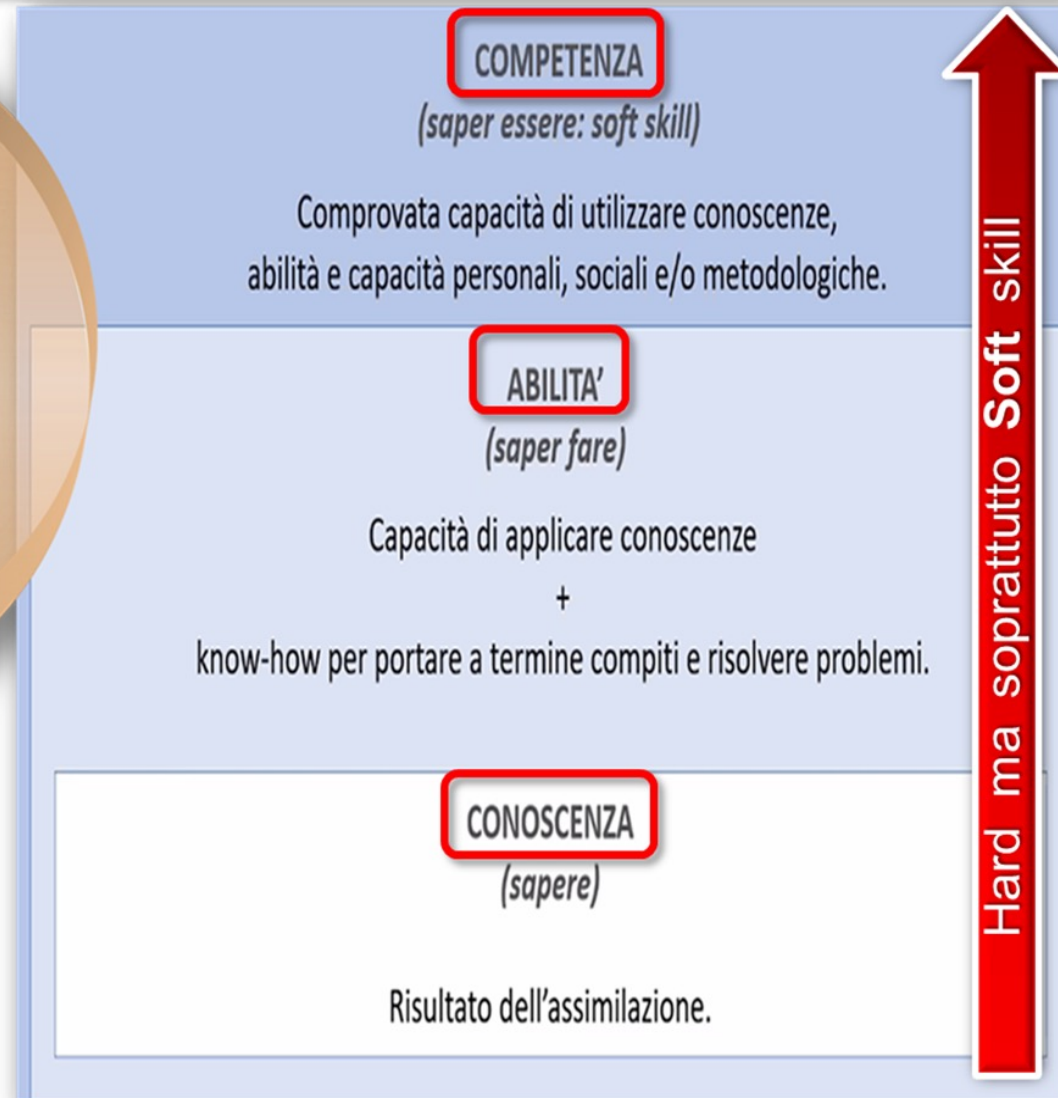 COMPETENZA
(saper essere: soft skill)
Comprovata capacità di utilizzare conoscenze,
abilità e capacità personali, sociali e/o metodologiche.
ABILITA'
(saper fare)
Capacità di applicare conoscenze
+
know-how per portare a termine compiti e risolvere problemi.
CONOSCENZA
(sapere)
Risultato dell'assimilazione.
Hard ma soprattutto Soft skill